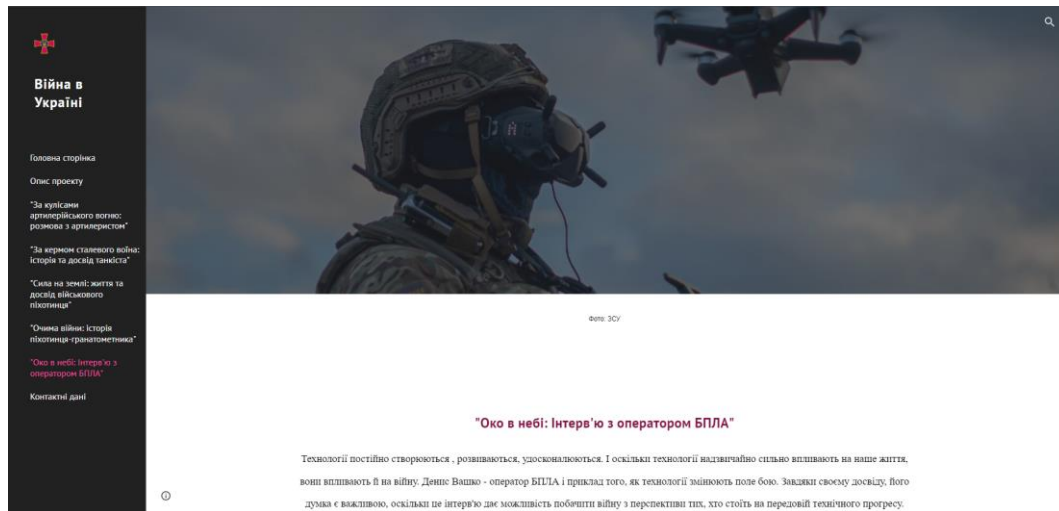 Війна в
Україні
Головна сторінка
Опис проекту
"За кулісами
артилерійського вогню:
розмова з артилеристом"
"За кермом сталевого воїна:
історія та досвід танкіста"
"Сила на землі: життя та
досвід військового
піхотинця"
"Очима війни: історія
піхотинця-гранатометника"
"Око в небі: Інтерв'ю з
оператором БПЛА"
Контактні дані
Фото: ЗСУ
"Око в небі: Інтерв'ю з оператором БПЛА"
Технології постійно створюються , розвиваються, удосконалюються. І оскільки технології надзвичайно сильно впливають на наше життя,
вони впливають й на війну. Денис Вашко - оператор БПЛА і приклад того, як технології змінюють поле бою. Завдяки своєму досвіду, його
думка є важливою, оскільки це інтерв'ю дає можливість побачити війну з перспективи тих, хто стоїть на передовій технічного прогресу.